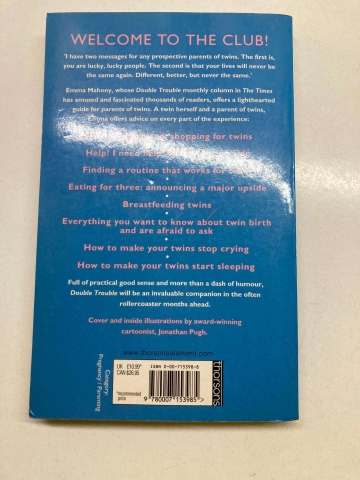 WELCOME TO THE CLUB!
'I have two messages for any prospective parents of twins. The first is,
you are lucky, lucky people. The second is that your lives will never be
the same again. Different, better, but never the same.'
Emma Mahony, whose Double Trouble monthly column in The Times
has amused and fascinated thousands of readers, offers a lighthearted
guide for parents of twins. A twin herself and a parent of twins,
Emma offers advice on every part of the experience:
shopping for twins
Help! I need
Finding a routine that works for
Eating for three: announcing a major upside
Breastfeeding twins
Everything you want to know about twin birth
and are afraid to ask
How to make your twins stop crying
How to make your twins start sleeping
Full of practical good sense and more than a dash of humour,
Double Trouble will be an invaluable companion in the often
rollercoaster months ahead.
Cover and inside illustrations by award-winning
cartoonist, Jonathan Pugh.
www.thorsonselement.com
Category:
Pregnancy / Parenting
UK £10.99*
CAN $26.95
*recommended
price
ISBN 0-00-715398-6
9 780007 153985 >
thorsons